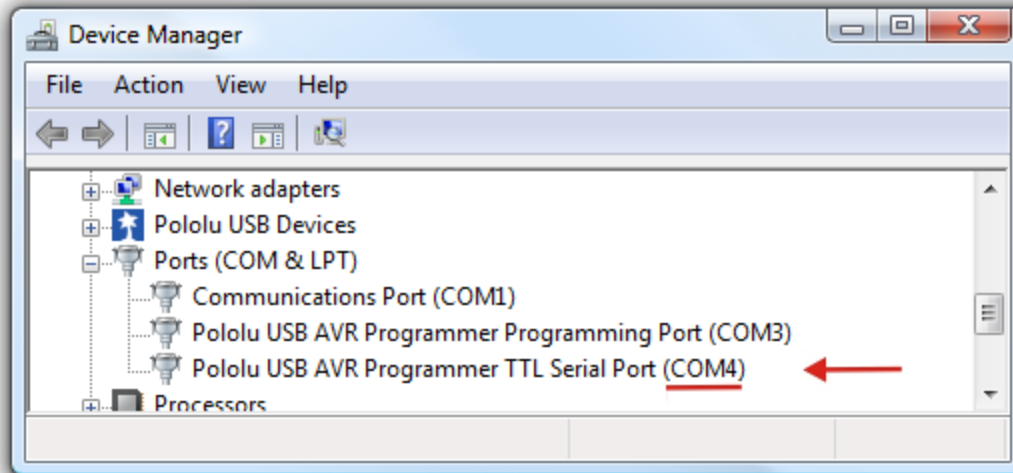 Device Manager
File Action View Help
Network adapters
Pololu USB Devices
Ports (COM & LPT)
Communications Port (COM1)
Pololu USB AVR Programmer Programming Port (COM3)
Pololu USB AVR Programmer TTL Serial Port (COM4)
Processors